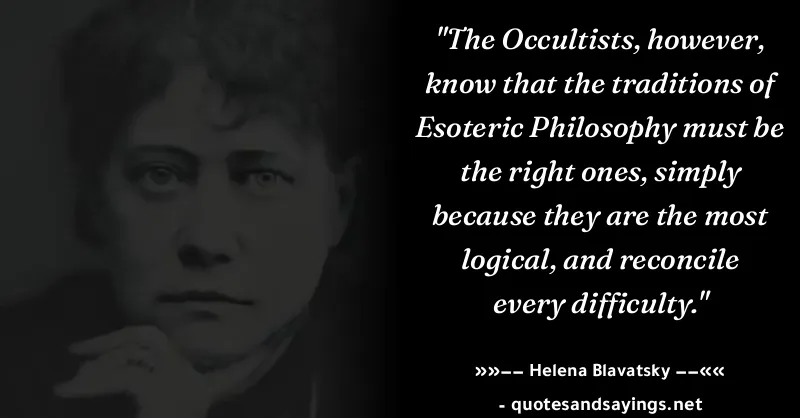 "The Occultists, however,
know that the traditions of
Esoteric Philosophy must be
the right ones, simply
because they are the most
logical, and reconcile
every difficulty."
»»–– Helena Blavatsky ––««
- quotesandsayings.net